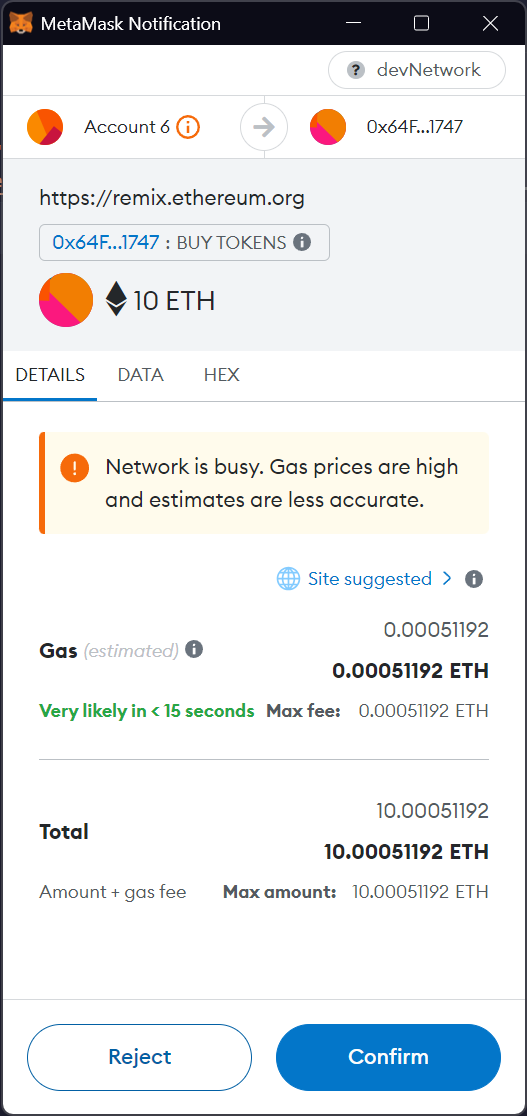 MetaMask Notification
devNetwork
Account 6
0x64F...1747
https://remix.ethereum.org
0x64F...1747 : BUY TOKENS
10 ETH
DETAILS DATA HEX
Network is busy. Gas prices are high
and estimates are less accurate.
Site suggested >
0.00051192
Gas (estimated)
0.00051192 ETH
Very likely in < 15 seconds Max fee: 0.00051192 ETH
10.00051192
Total
10.00051192 ETH
Amount + gas fee Max amount: 10.00051192 ETH
Reject Confirm